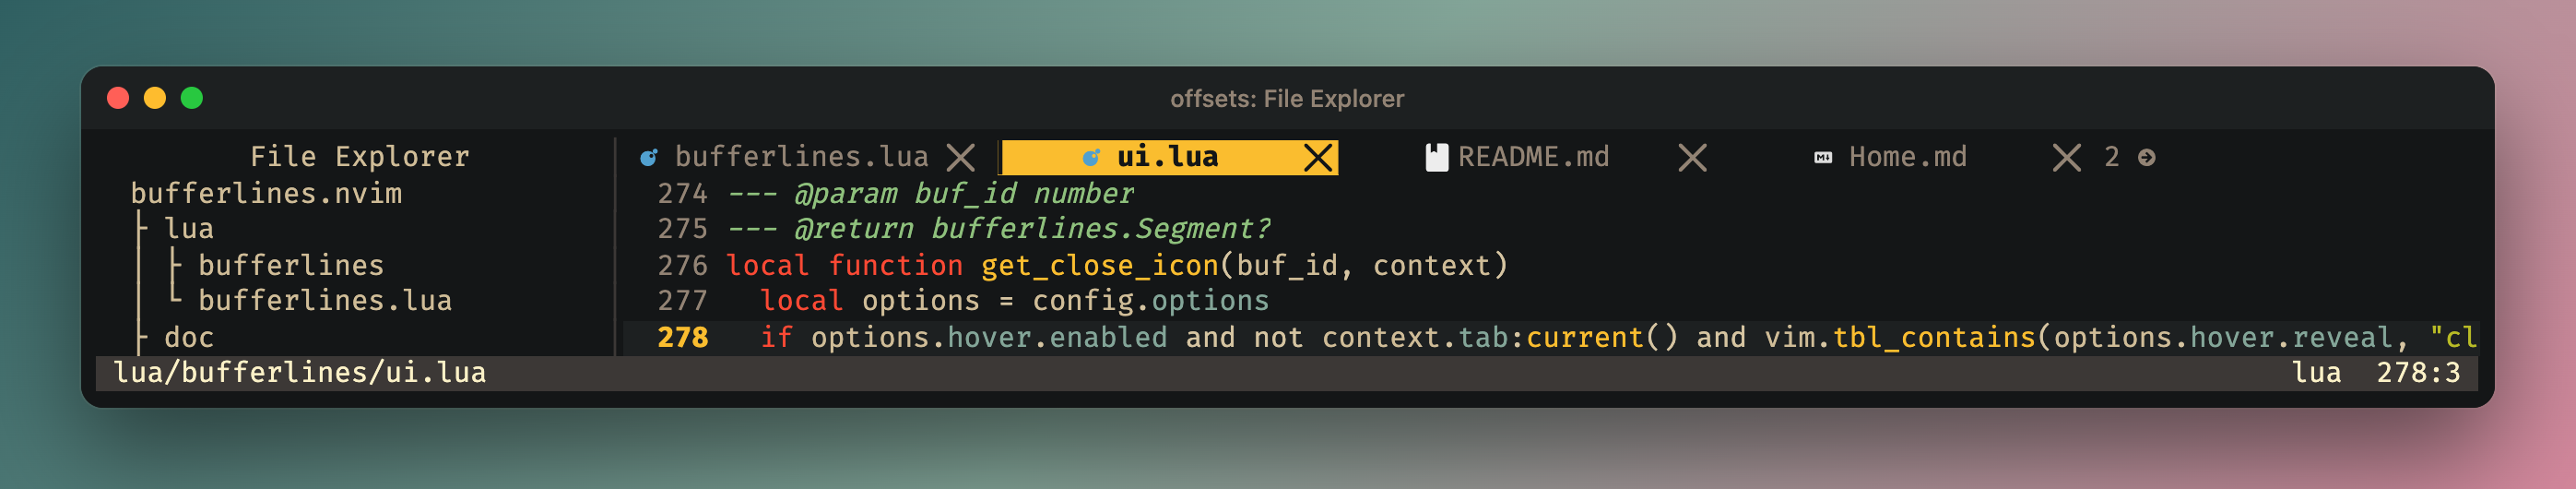 offsets: File Explorer
File Explorer
bufferlines.nvim
lua
bufferlines
bufferlines.lua
doc
bufferlines.lua ui.lua README.md Home.md 2
274 --- @param buf_id number
275 --- @return bufferlines.Segment?
276 local function get_close_icon(buf_id, context)
277 local options = config.options
278 if options.hover.enabled and not context.tab:current() and vim.tbl_contains(options.hover.reveal, "cl
lua/bufferlines/ui.lua lua 278:3